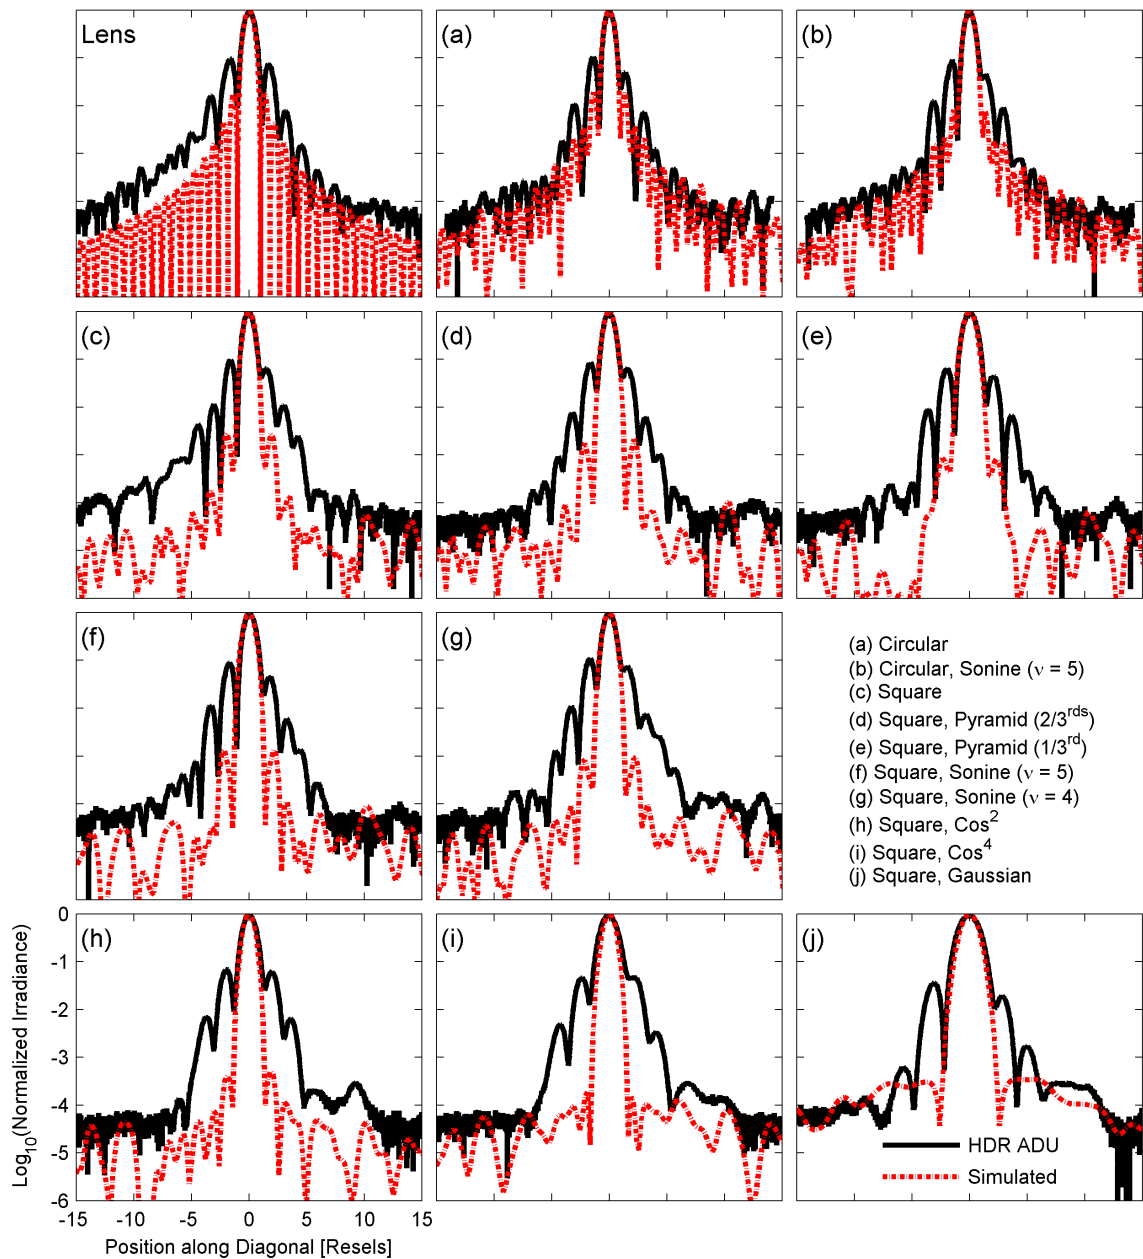 Lens
(a)
(b)
(c)
(d)
(e)
(f)
(g)
(a) Circular
(b) Circular, Sonine (ν = 5)
(c) Square
(d) Square, Pyramid (2/3rds)
(e) Square, Pyramid (1/3rd)
(f) Square, Sonine (ν = 5)
(g) Square, Sonine (ν = 4)
(h) Square, Cos2
(i) Square, Cos4
(j) Square, Gaussian
(h)
(i)
(j)
Log10(Normalized Irradiance)
0
-1
-2
-3
-4
-5
-6
-15 -10 -5 0 5 10 15
Position along Diagonal [Resels]
HDR ADU
Simulated